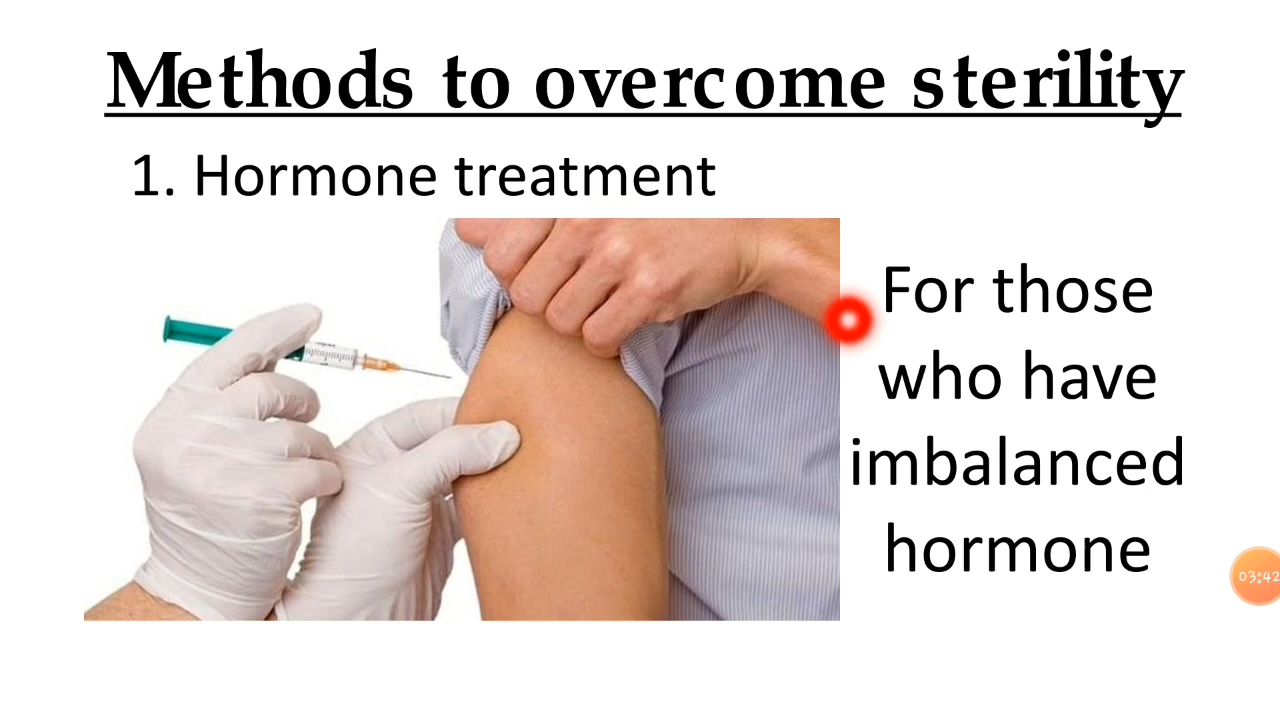 Methods to overcome sterility
1. Hormone treatment
For those
who have
imbalanced
hormone
03:42